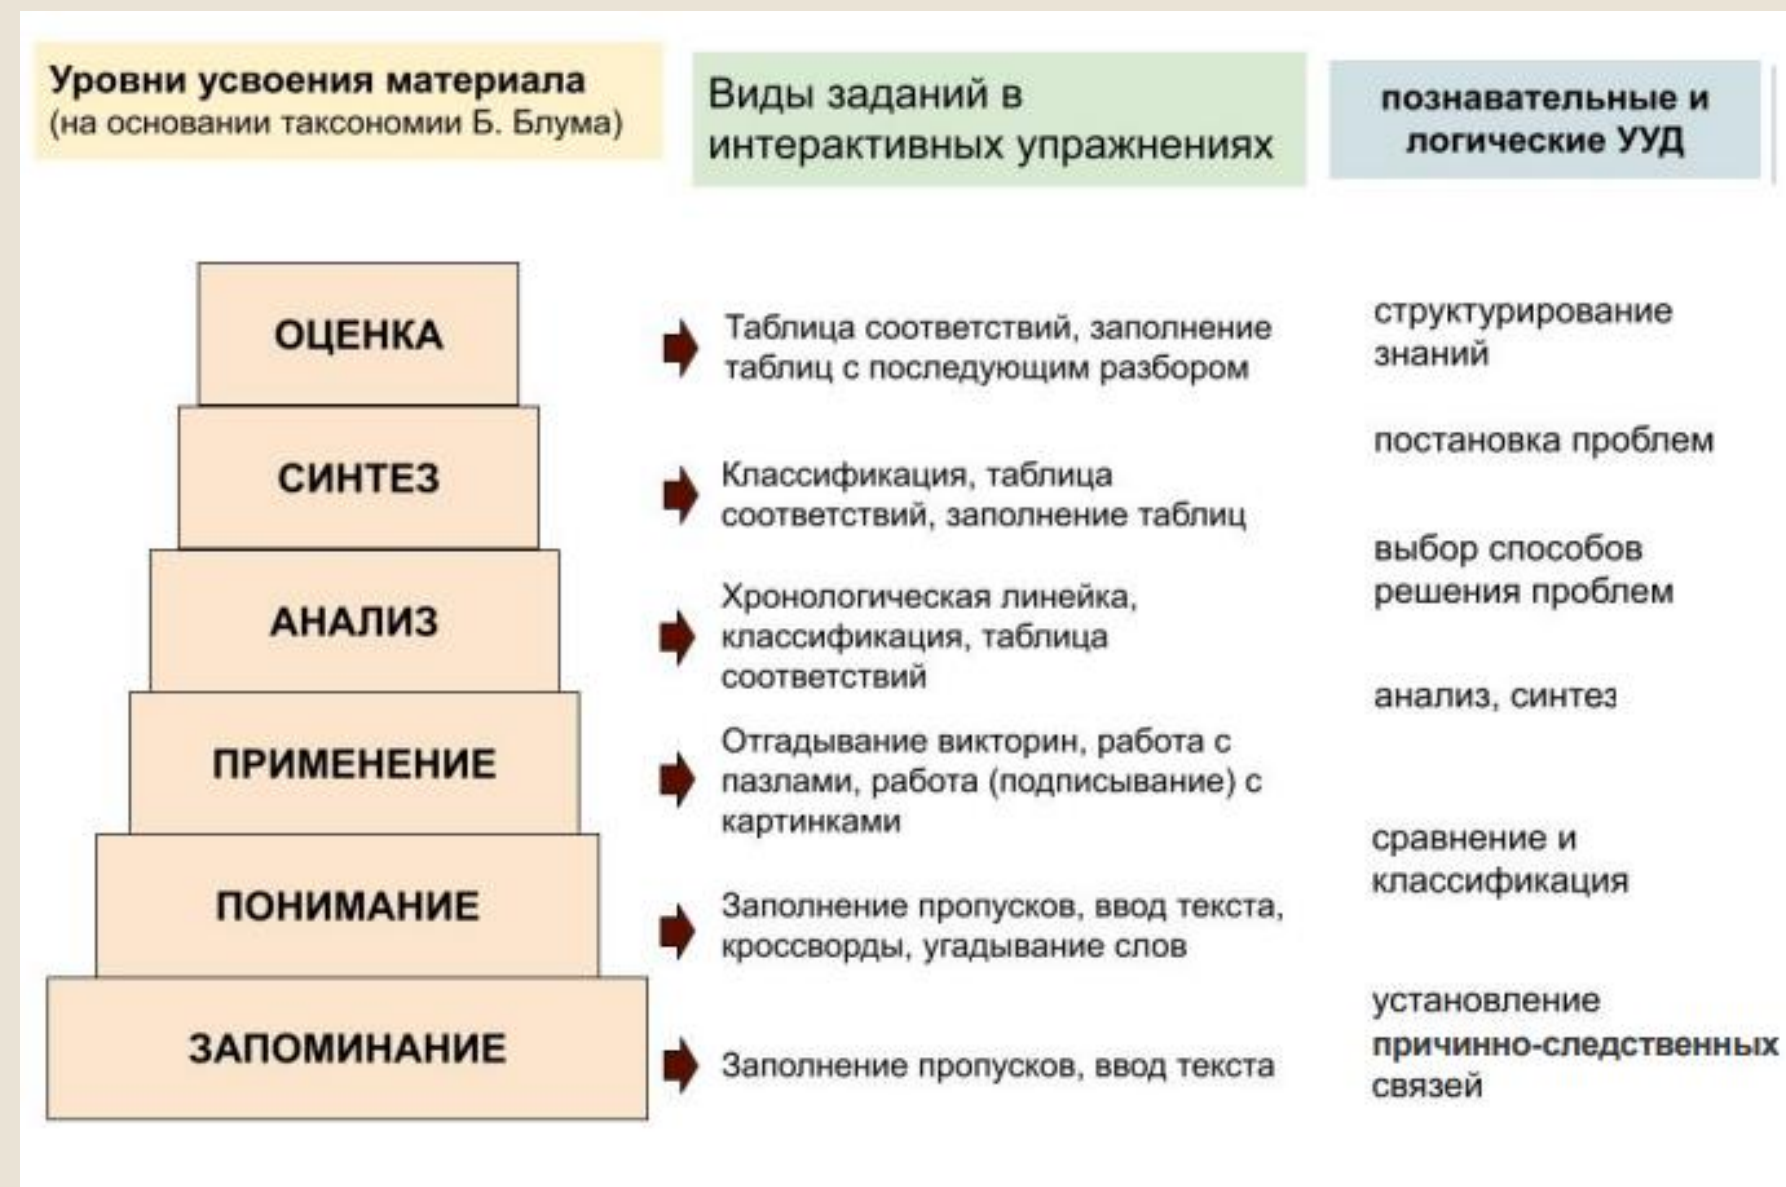 Уровни усвоения материала
(на основании таксономии Б. Блума)
Виды заданий в
интерактивных упражнениях
познавательные и
логические УУД
ОЦЕНКА
Таблица соответствий, заполнение
таблиц с последующим разбором
структурирование
знаний
СИНТЕЗ
Классификация, таблица
соответствий, заполнение таблиц
постановка проблем
АНАЛИЗ
Хронологическая линейка,
классификация, таблица
соответствий
выбор способов
решения проблем
ПРИМЕНЕНИЕ
Отгадывание викторин, работа с
пазлами, работа (подписывание) с
картинками
анализ, синтез
ПОНИМАНИЕ
Заполнение пропусков, ввод текста,
кроссворды, угадывание слов
сравнение и
классификация
ЗАПОМИНАНИЕ
Заполнение пропусков, ввод текста
установление
причинно-следственных
связей